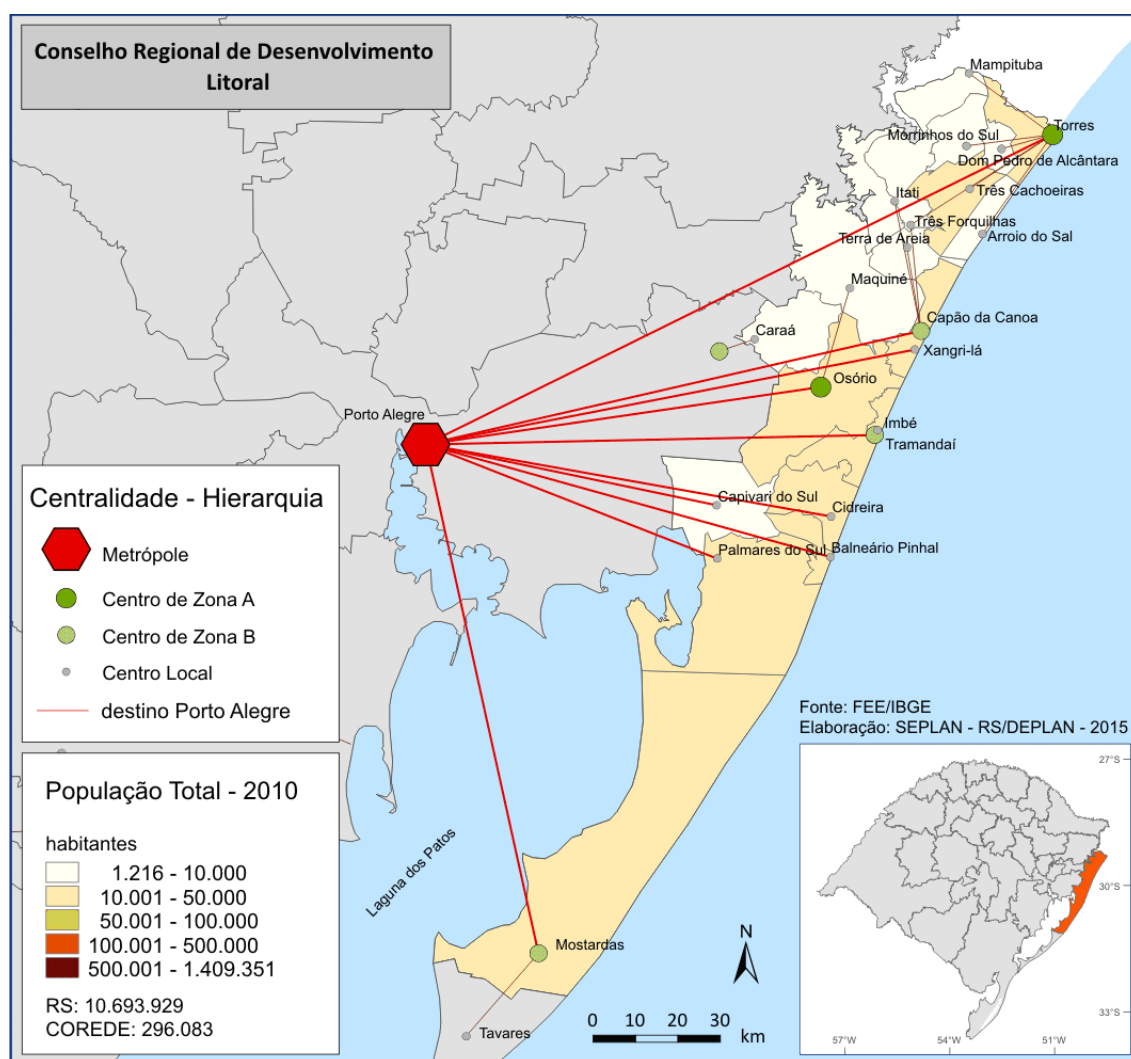 Conselho Regional de Desenvolvimento
Litoral
Mampituba
Torres
Morrinhos do Sul
Dom Pedro de Alcântara
Itati
Três Cachoeiras
Três Forquilhas
Terra de Areia
Arroio do Sal
Maquiné
Capão da Canoa
Caraá
Xangri-lá
Osório
Porto Alegre
Imbé
Tramandaí
Capivari do Sul
Cidreira
Palmares do Sul
Balneário Pinhal
Laguna dos Patos
Mostardas
Tavares
Centralidade - Hierarquia
Metrópole
Centro de Zona A
Centro de Zona B
Centro Local
destino Porto Alegre
População Total - 2010
habitantes
1.216 - 10.000
10.001 - 50.000
50.001 - 100.000
100.001 - 500.000
500.001 - 1.409.351
RS: 10.693.929
COREDE: 296.083
N
0 10 20 30
km
Fonte: FEE/IBGE
Elaboração: SEPLAN - RS/DEPLAN - 2015
27°S
30°S
33°S
57°W 54°W 51°W